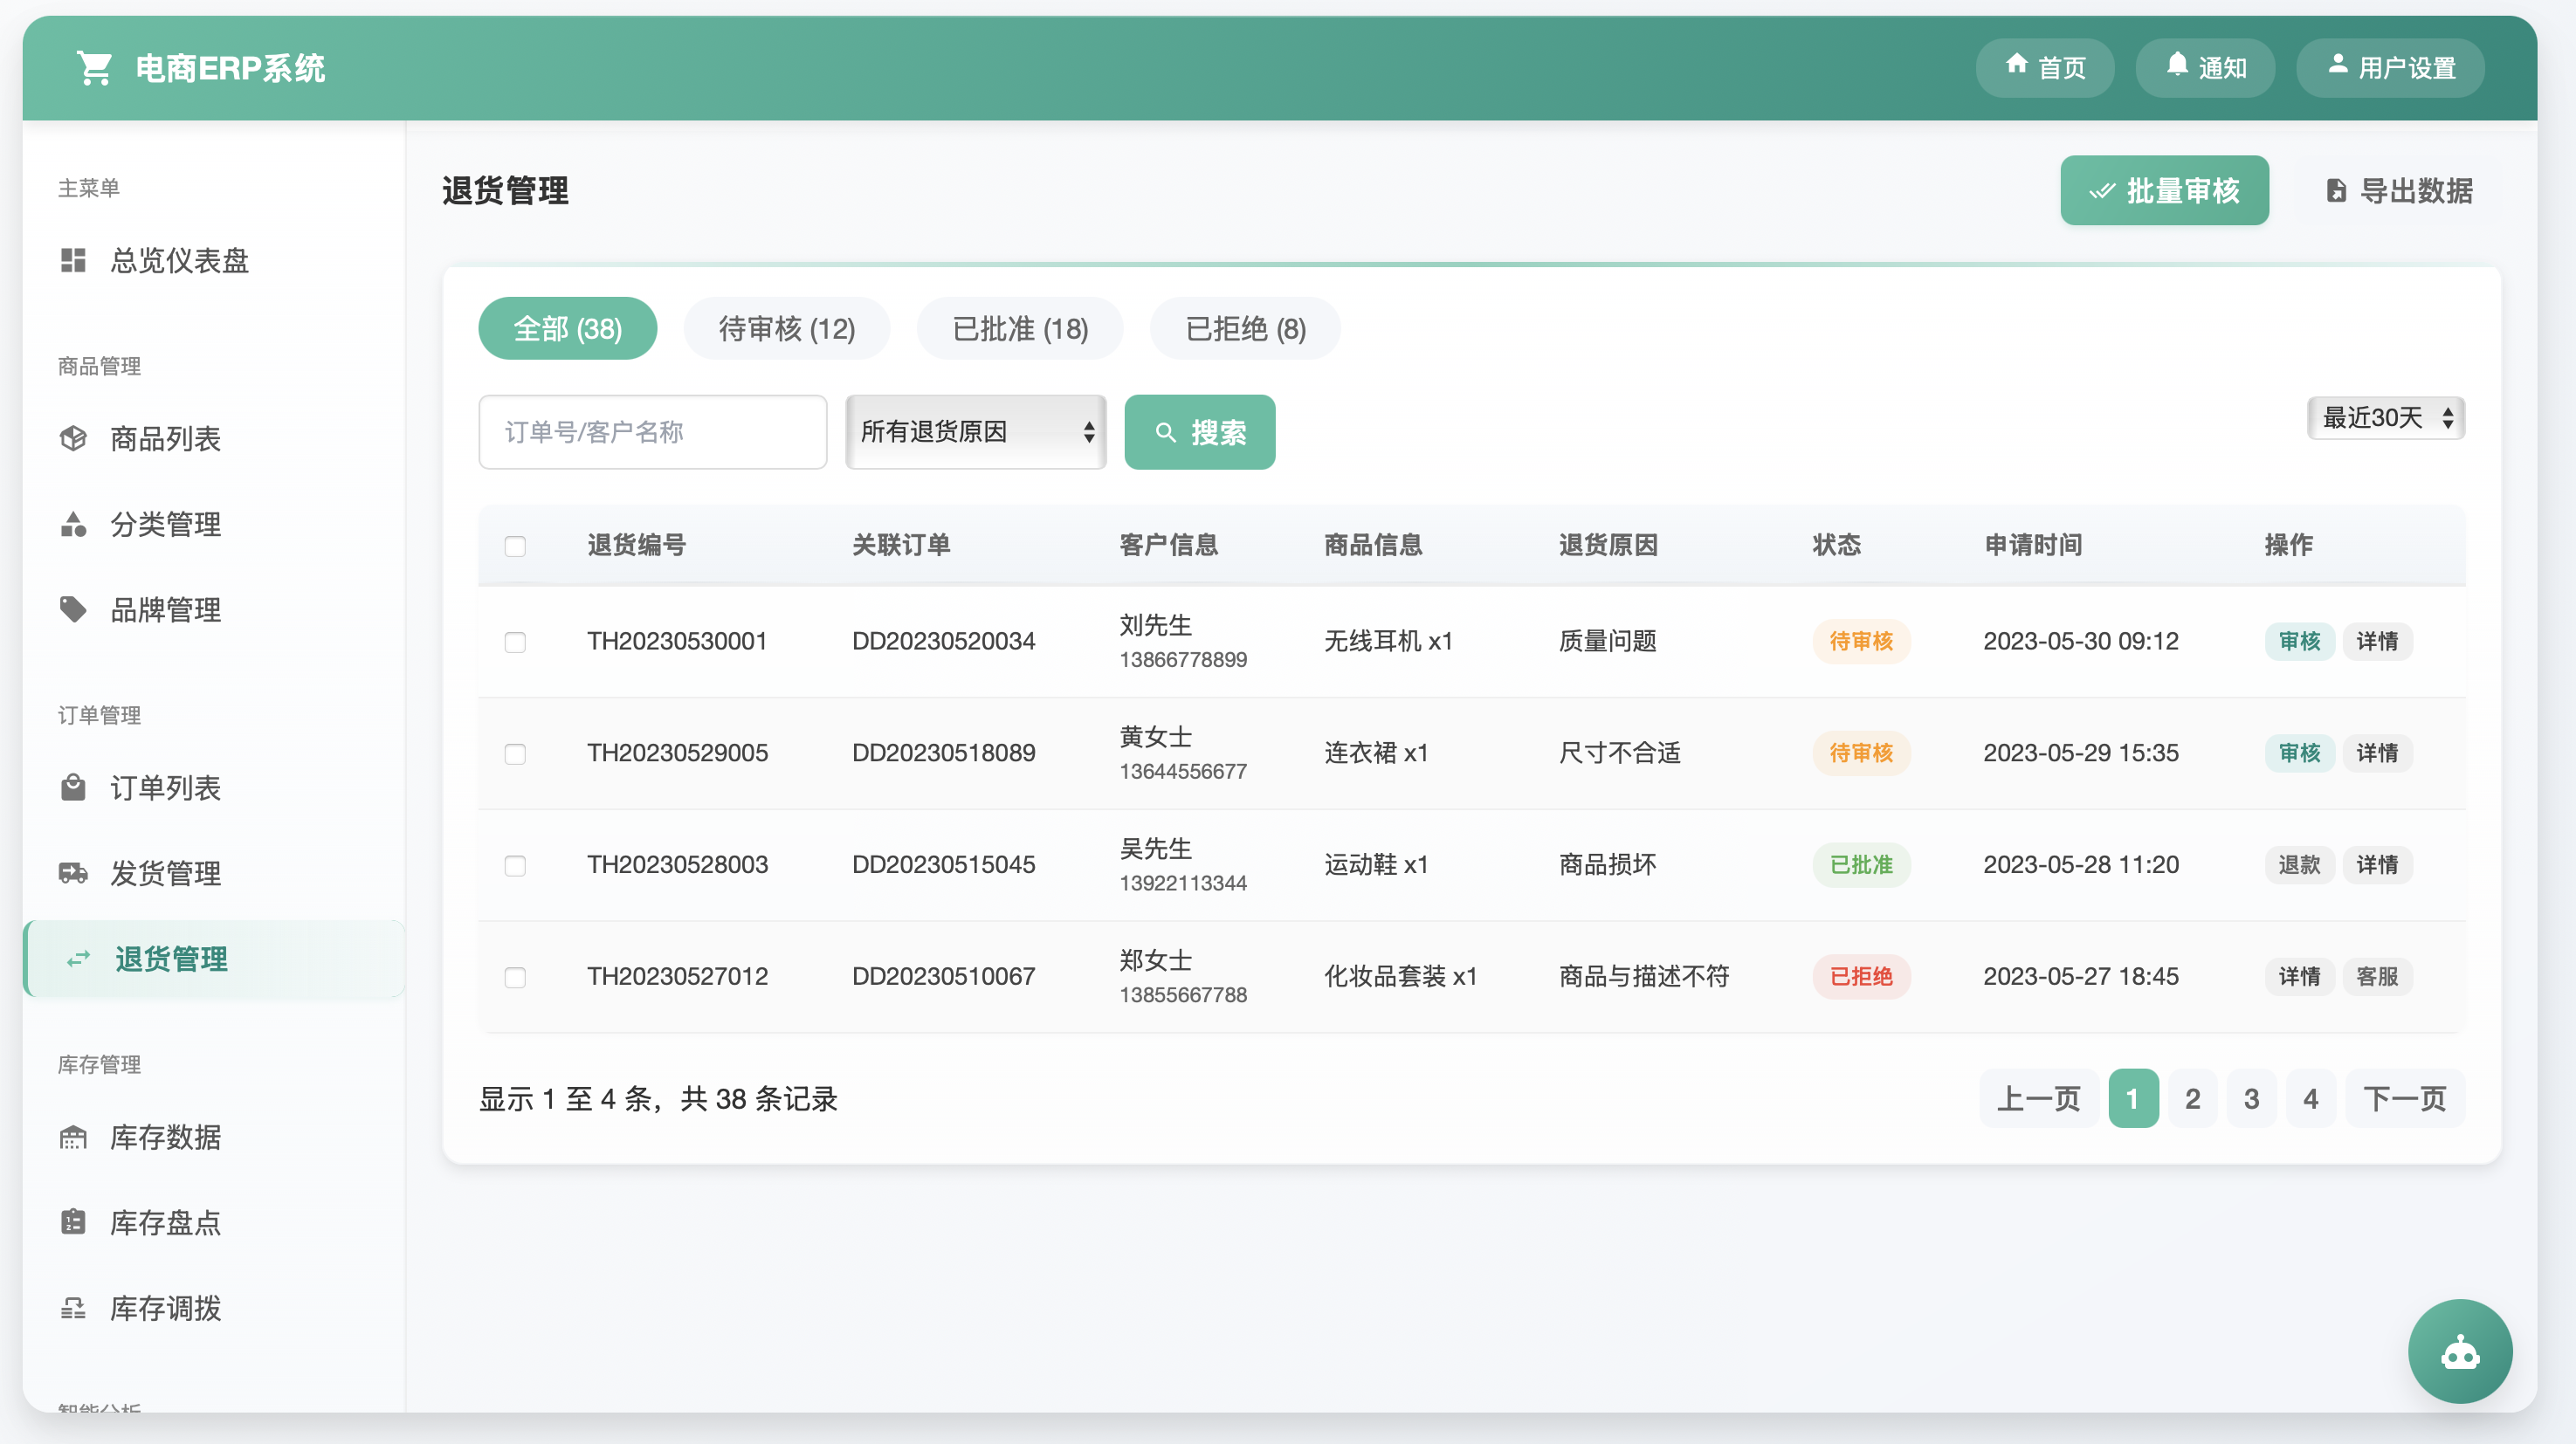 电商ERP系统
首页
通知
用户设置
主菜单
总览仪表盘
商品管理
商品列表
分类管理
品牌管理
订单管理
订单列表
发货管理
退货管理
库存管理
库存数据
库存盘点
库存调拨
智能分析
退货管理
批量审核
导出数据
全部 (38)
待审核 (12)
已批准 (18)
已拒绝 (8)
订单号/客户名称
所有退货原因
搜索
最近30天
退货编号 关联订单 客户信息 商品信息 退货原因 状态 申请时间 操作
TH20230530001 DD20230520034 刘先生 13866778899 无线耳机 x1 质量问题 待审核 2023-05-30 09:12 审核 详情
TH20230529005 DD20230518089 黄女士 13644556677 连衣裙 x1 尺寸不合适 待审核 2023-05-29 15:35 审核 详情
TH20230528003 DD20230515045 吴先生 13922113344 运动鞋 x1 商品损坏 已批准 2023-05-28 11:20 退款 详情
TH20230527012 DD20230510067 郑女士 13855667788 化妆品套装 x1 商品与描述不符 已拒绝 2023-05-27 18:45 详情 客服
显示 1 至 4 条，共 38 条记录
上一页 1 2 3 4 下一页